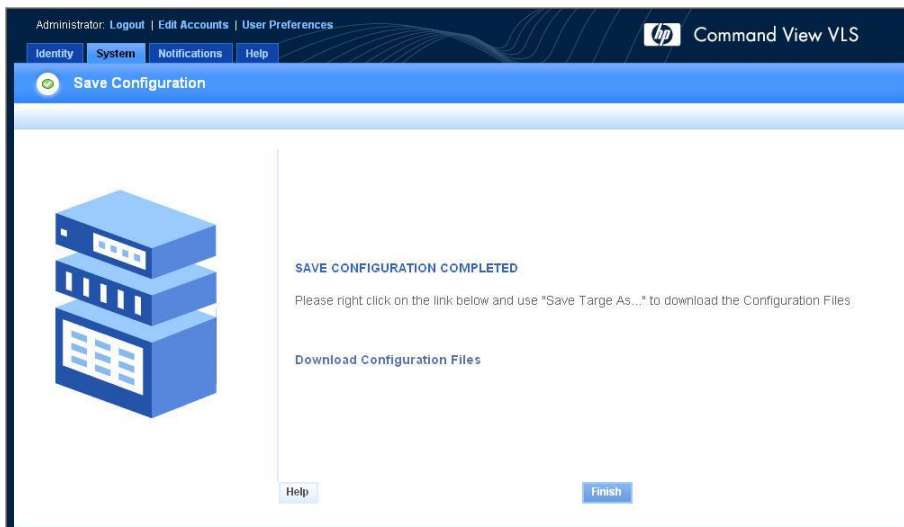 Administrator: Logout | Edit Accounts | User Preferences
hp Command View VLS
Identity System Notifications Help
Save Configuration
SAVE CONFIGURATION COMPLETED
Please right click on the link below and use "Save Targe As..." to download the Configuration Files
Download Configuration Files
Help Finish